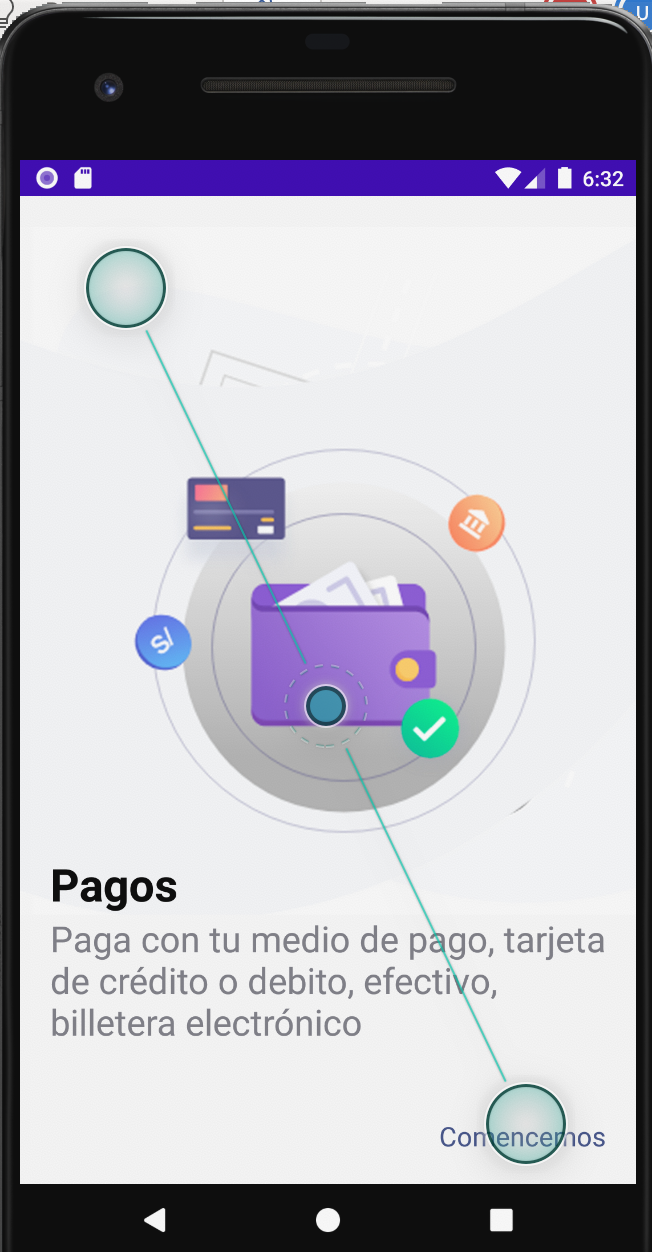 U
6:32
S/
Pagos
Paga con tu medio de pago, tarjeta
de crédito o debito, efectivo,
billetera electrónico
Comencemos